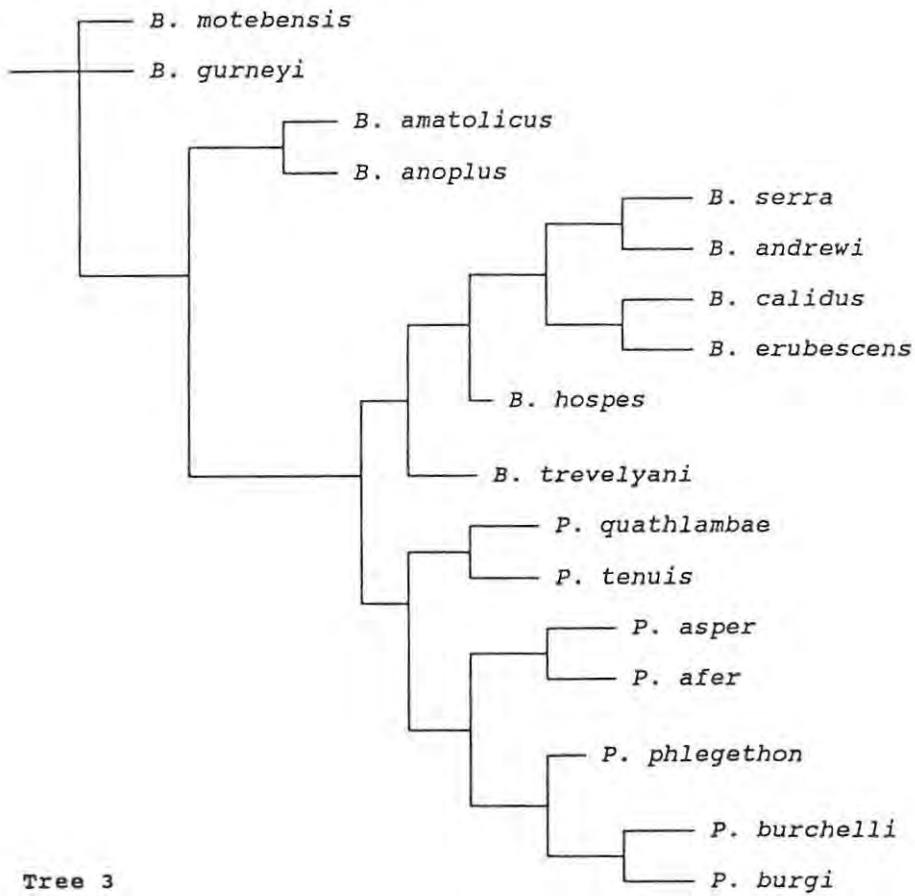 B. motebensis
B. gurneyi
B. amatolicus
B. anoplus
B. serra
B. andrewi
B. calidus
B. erubescens
B. hospes
B. trevelyani
P. quathlambae
P. tenuis
P. asper
P. afer
P. phlegethon
P. burchelli
P. burgi
Tree 3